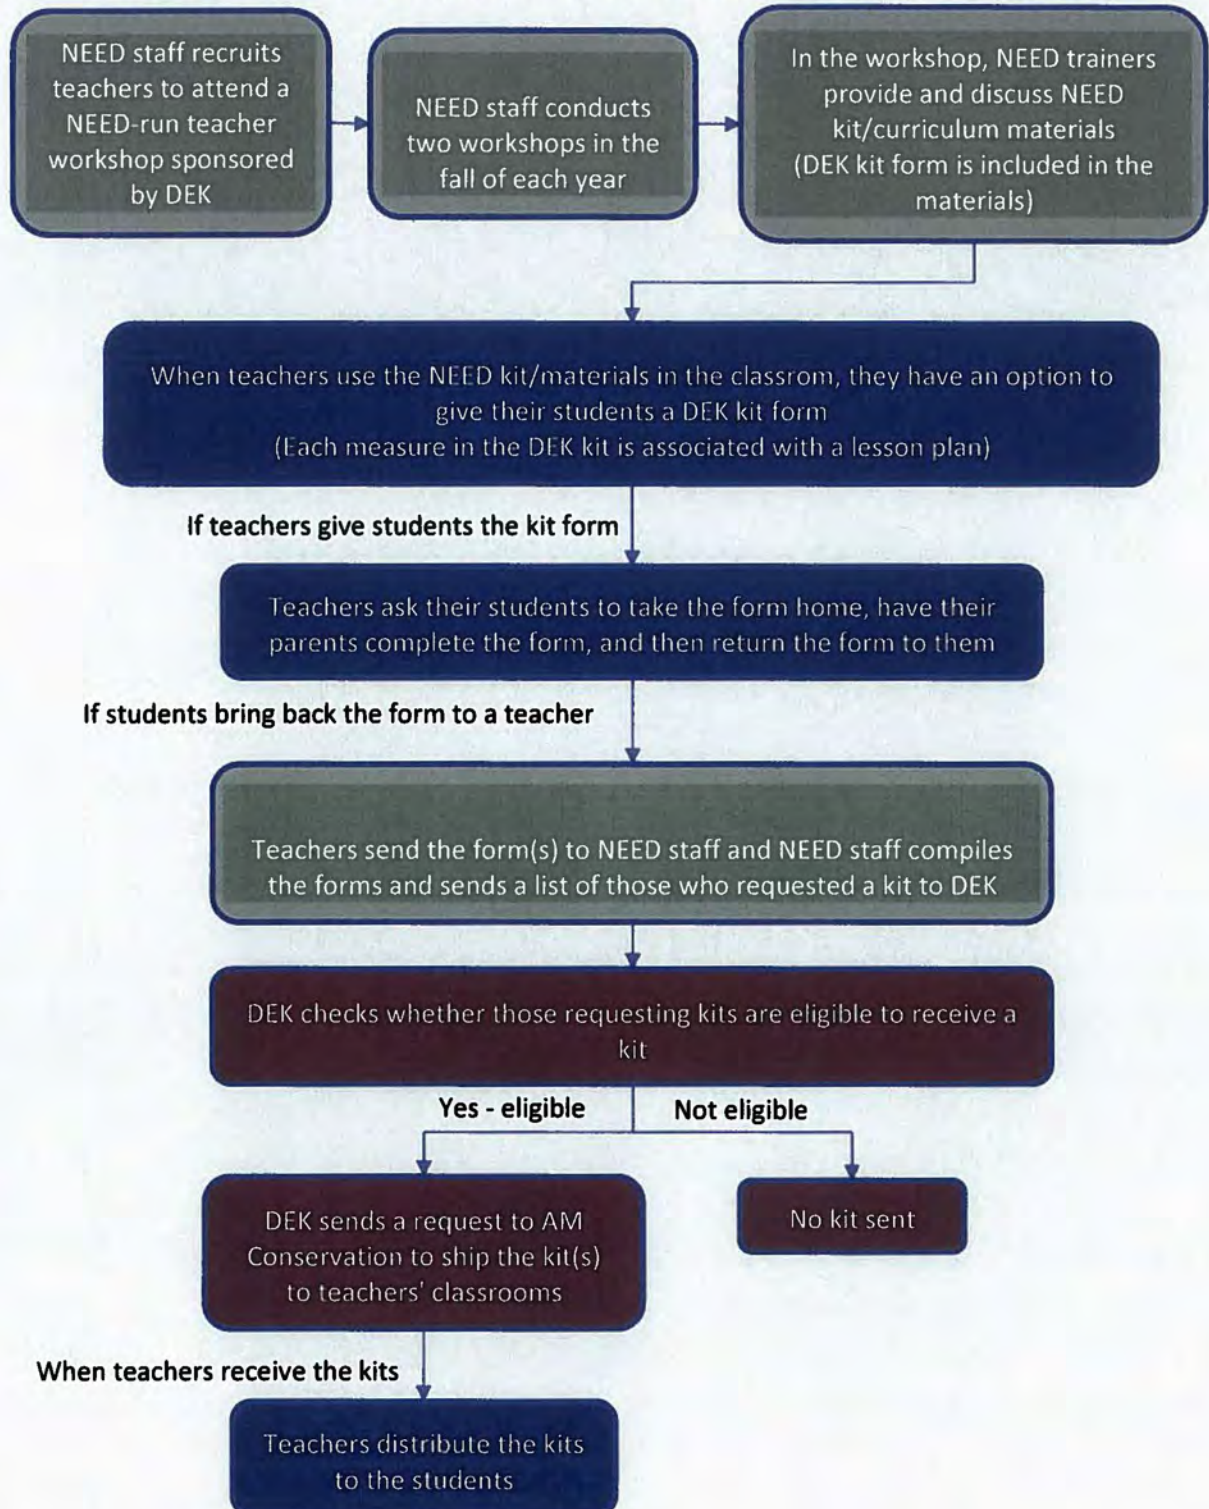 NEED staff recruits
teachers to attend a
NEED-run teacher
workshop sponsored
by DEK
NEED staff conducts
two workshops in the
fall of each year
In the workshop, NEED trainers
provide and discuss NEED
kit/curriculum materials
(DEK kit form is included in the
materials)
When teachers use the NEED kit/materials in the classrom, they have an option to
give their students a DEK kit form
(Each measure in the DEK kit is associated with a lesson plan)
If teachers give students the kit form
Teachers ask their students to take the form home, have their
parents complete the form, and then return the form to them
If students bring back the form to a teacher
Teachers send the form(s) to NEED staff and NEED staff compiles
the forms and sends a list of those who requested a kit to DEK
DEK checks whether those requesting kits are eligible to receive a
kit
Yes - eligible
Not eligible
DEK sends a request to AM
Conservation to ship the kit(s)
to teachers' classrooms
No kit sent
When teachers receive the kits
Teachers distribute the kits
to the students